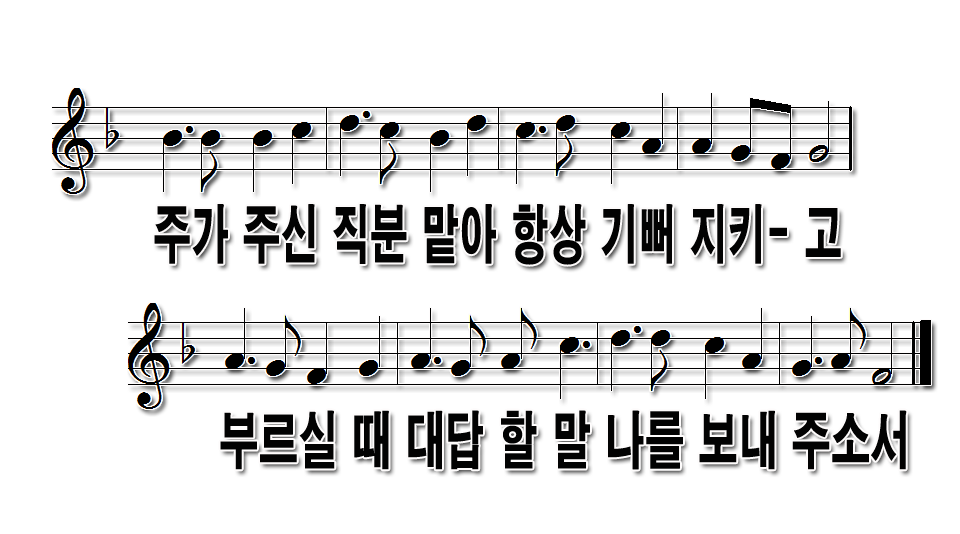 주가 주신 직분 맡아 항상 기뻐 지키- 고
부르실 때 대답 할 말 나를 보내 주소서